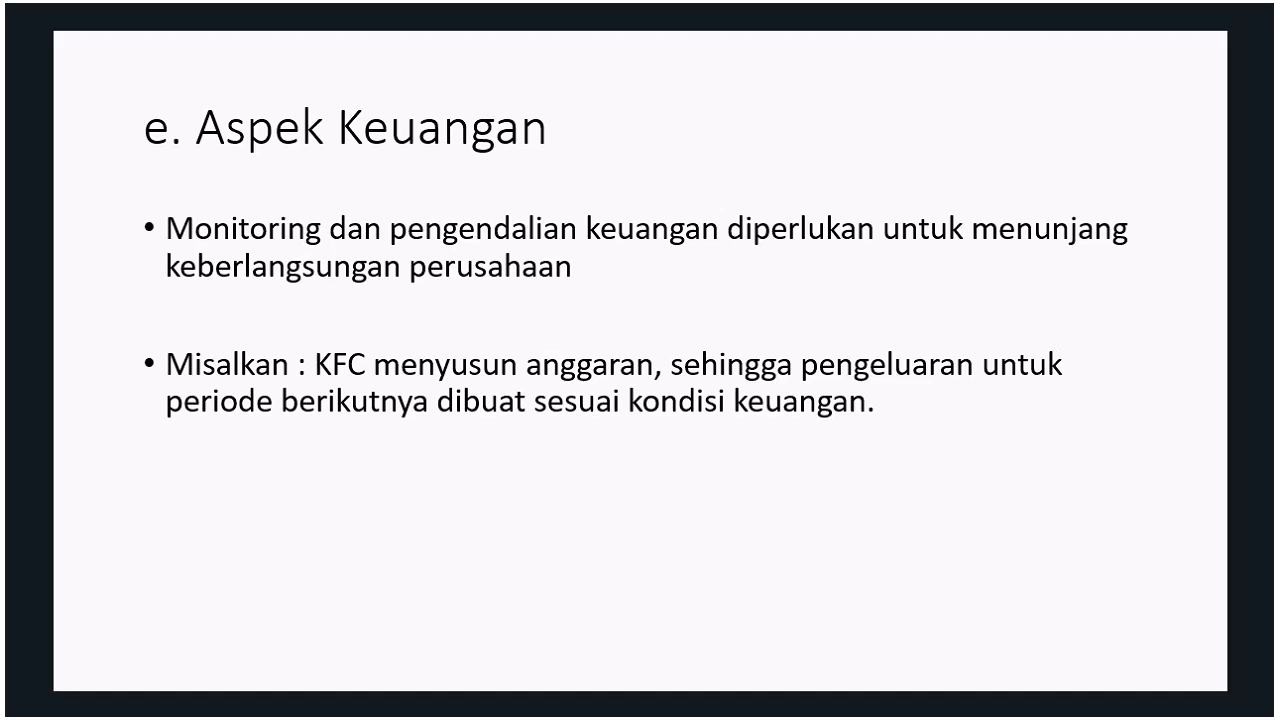 e. Aspek Keuangan
• Monitoring dan pengendalian keuangan diperlukan untuk menunjang
keberlangsungan perusahaan
• Misalkan : KFC menyusun anggaran, sehingga pengeluaran untuk
periode berikutnya dibuat sesuai kondisi keuangan.